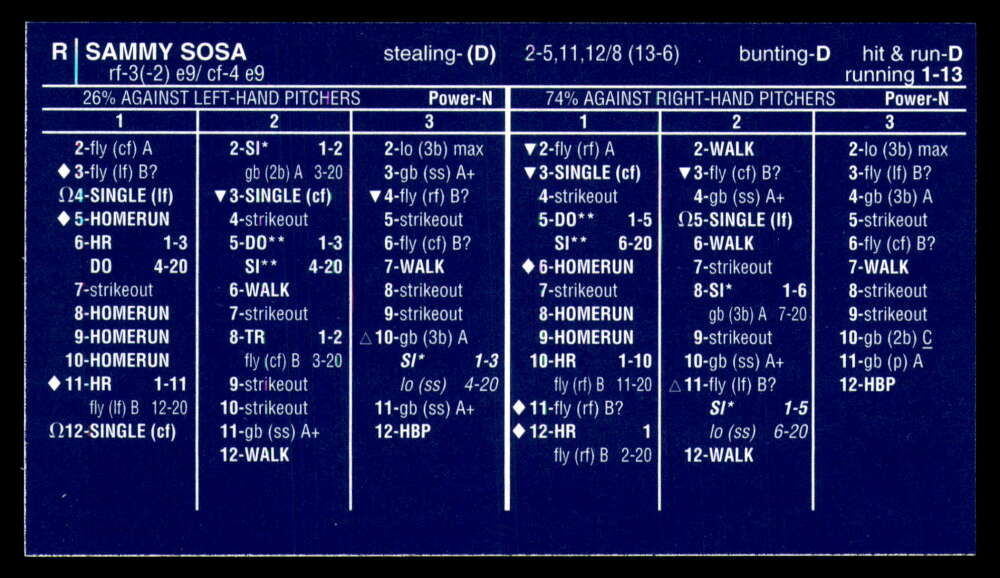 R SAMMY SOSA stealing- (D) 2-5,11,12/8 (13-6) bunting-D hit & run-D
rf-3(-2) e9/ cf-4 e9 running 1-13
26% AGAINST LEFT-HAND PITCHERS Power-N
1
2-fly (cf) A
◆3-fly (lf) B?
Ω4-SINGLE (lf)
◆5-HOMERUN
6-HR 1-3
DO 4-20
7-strikeout
8-HOMERUN
9-HOMERUN
10-HOMERUN
◆11-HR 1-11
fly (lf) B 12-20
Ω12-SINGLE (cf)
2
2-SI* 1-2
gb (2b) A 3-20
▼3-SINGLE (cf)
4-strikeout
5-DO** 1-3
SI** 4-20
6-WALK
7-strikeout
8-TR 1-2
fly (cf) B 3-20
9-strikeout
10-strikeout
11-gb (ss) A+
12-WALK
3
2-lo (3b) max
3-gb (ss) A+
▼4-fly (rf) B?
5-strikeout
6-fly (cf) B?
7-WALK
8-strikeout
9-strikeout
△10-gb (3b) A
SI* 1-3
lo (ss) 4-20
11-gb (ss) A+
12-HBP
74% AGAINST RIGHT-HAND PITCHERS Power-N
1
▼2-fly (rf) A
▼3-SINGLE (cf)
4-strikeout
5-DO** 1-5
SI** 6-20
◆6-HOMERUN
7-strikeout
8-HOMERUN
9-HOMERUN
10-HR 1-10
fly (rf) B 11-20
◆11-fly (rf) B?
◆12-HR 1
fly (rf) B 2-20
2
2-WALK
▼3-fly (cf) B?
4-gb (ss) A+
Ω5-SINGLE (lf)
6-WALK
7-strikeout
8-SI* 1-6
gb (3b) A 7-20
9-strikeout
10-gb (ss) A+
△11-fly (lf) B?
SI* 1-5
lo (ss) 6-20
12-WALK
3
2-lo (3b) max
3-fly (lf) B?
4-gb (3b) A
5-strikeout
6-fly (cf) B?
7-WALK
8-strikeout
9-strikeout
10-gb (2b) C
11-gb (p) A
12-HBP